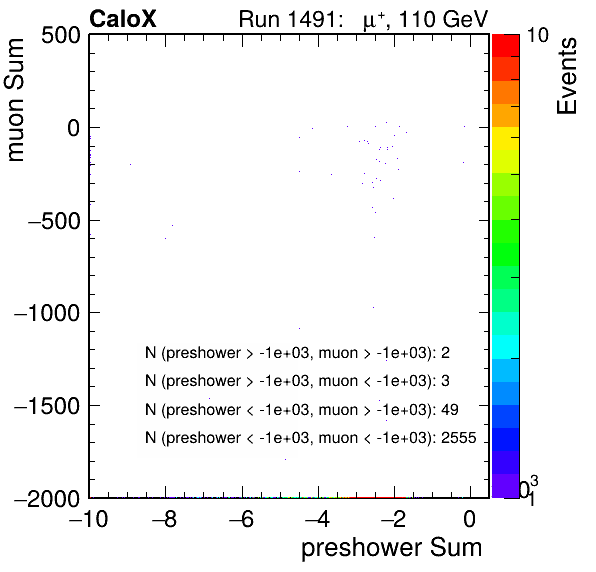 CaloX Run 1491: μ⁺, 110 GeV
Events
muon Sum
500
0
−500
−1000
−1500
−2000
10
1
N (preshower > -1e+03, muon > -1e+03): 2
N (preshower > -1e+03, muon < -1e+03): 3
N (preshower < -1e+03, muon > -1e+03): 49
N (preshower < -1e+03, muon < -1e+03): 2555
−10 −8 −6 −4 −2 0
preshower Sum